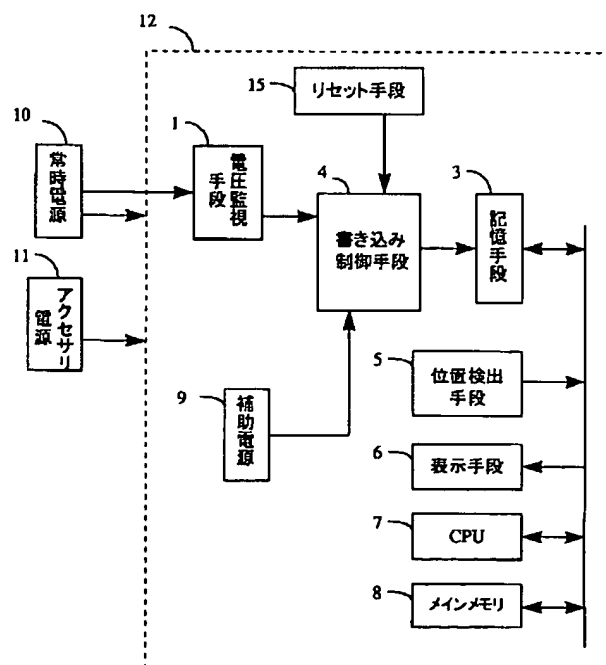 12
15
リセット手段
10
常時電源
1
電圧監視
手段
4
書き込み
制御手段
3
記憶手段
11
アクセサリ
電源
5
位置検出
手段
9
補助電源
6
表示手段
7
CPU
8
メインメモリ